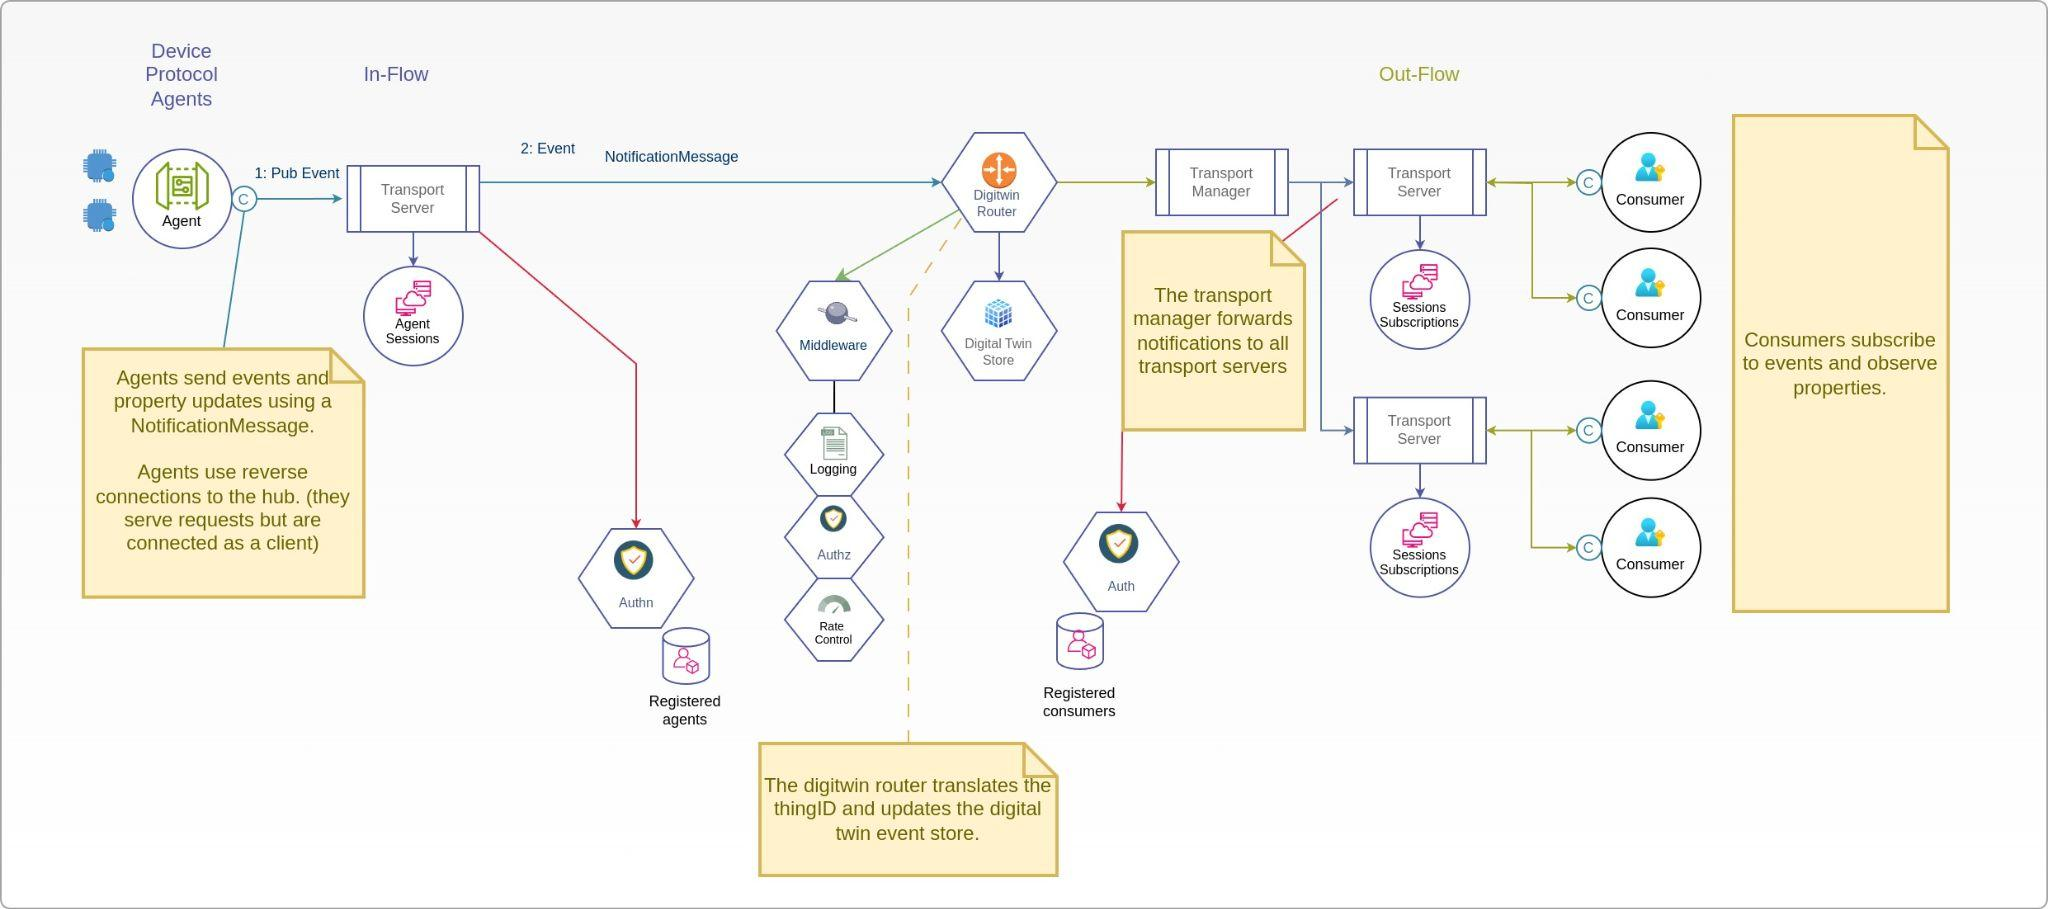 Device
Protocol
Agents
In-Flow
Out-Flow
1: Pub Event
2: Event
NotificationMessage
Agent
C
Transport
Server
Agent
Sessions
Digitwin
Router
Transport
Manager
Transport
Server
C
Consumer
C
Consumer
Sessions
Subscriptions
Middleware
Digital Twin
Store
The transport
manager forwards
notifications to all
transport servers
Consumers subscribe
to events and observe
properties.
Agents send events and
property updates using a
NotificationMessage.
Agents use reverse
connections to the hub. (they
serve requests but are
connected as a client)
Transport
Server
C
Consumer
C
Consumer
Sessions
Subscriptions
Logging
Authz
Rate
Control
Authn
Registered
agents
Auth
Registered
consumers
The digitwin router translates the
thingID and updates the digital
twin event store.